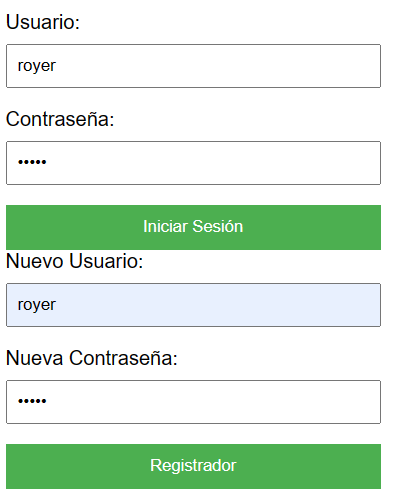 Usuario:
royer
Contraseña:
•••••
Iniciar Sesión
Nuevo Usuario:
royer
Nueva Contraseña:
•••••
Registrador